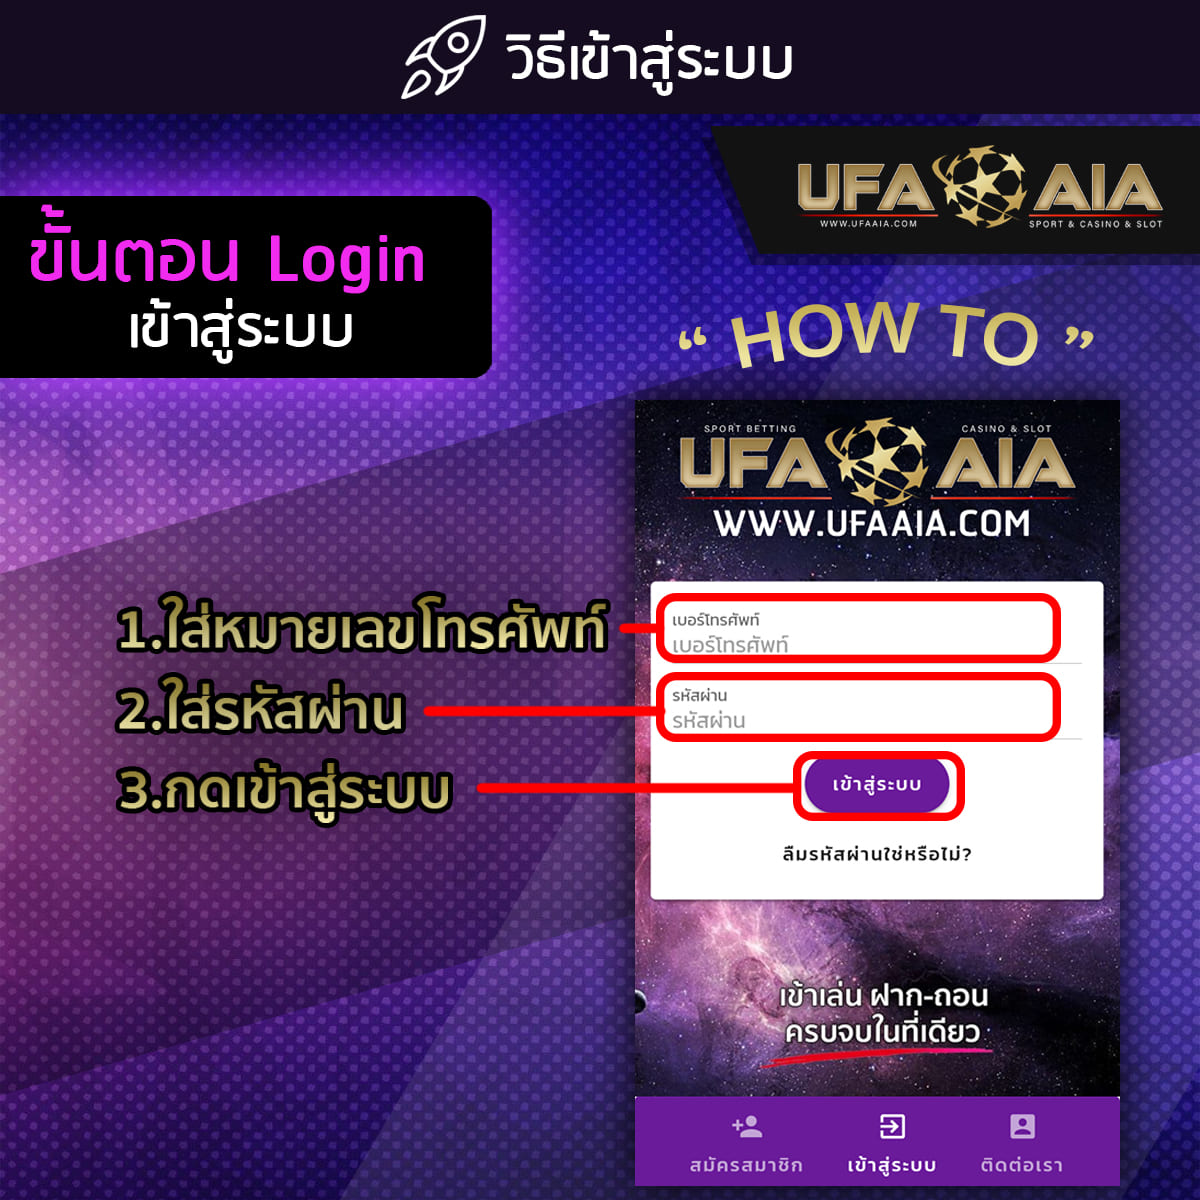 วิธีเข้าสู่ระบบ
UFA AIA
WWW.UFAAIA.COM
SPORT & CASINO & SLOT
ขั้นตอน Login
เข้าสู่ระบบ
“ HOW TO ”
SPORT BETTING
CASINO & SLOT
UFA AIA
WWW.UFAAIA.COM
1.ใส่หมายเลขโทรศัพท์
เบอร์โทรศัพท์
เบอร์โทรศัพท์
2.ใส่รหัสผ่าน
รหัสผ่าน
รหัสผ่าน
3.กดเข้าสู่ระบบ
เข้าสู่ระบบ
ลืมรหัสผ่านใช่หรือไม่?
เข้าเล่น ฝาก-ถอน
ครบจบในที่เดียว
สมัครสมาชิก
เข้าสู่ระบบ
ติดต่อเรา